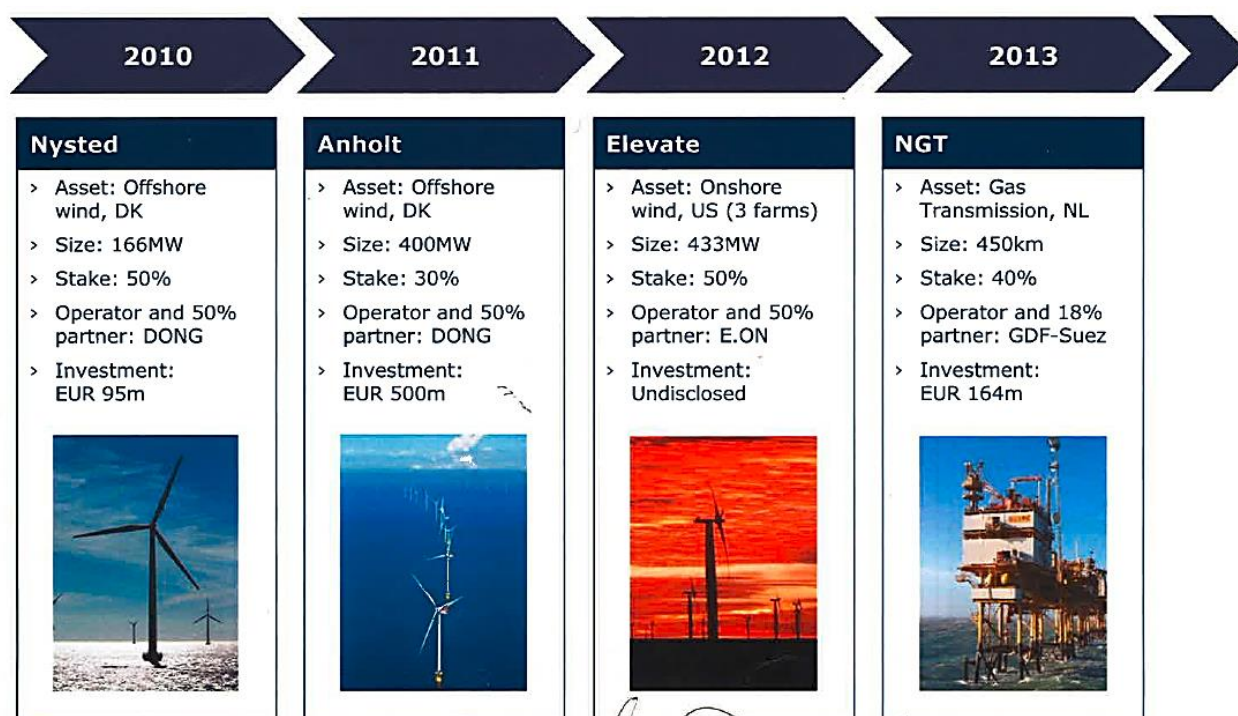 2010
2011
2012
2013
Nysted
› Asset: Offshore
wind, DK
› Size: 166MW
› Stake: 50%
› Operator and 50%
partner: DONG
› Investment:
EUR 95m
Anholt
› Asset: Offshore
wind, DK
› Size: 400MW
› Stake: 30%
› Operator and 50%
partner: DONG
› Investment:
EUR 500m
Elevate
› Asset: Onshore
wind, US (3 farms)
› Size: 433MW
› Stake: 50%
› Operator and 50%
partner: E.ON
› Investment:
Undisclosed
NGT
› Asset: Gas
Transmission, NL
› Size: 450km
› Stake: 40%
› Operator and 18%
partner: GDF-Suez
› Investment:
EUR 164m